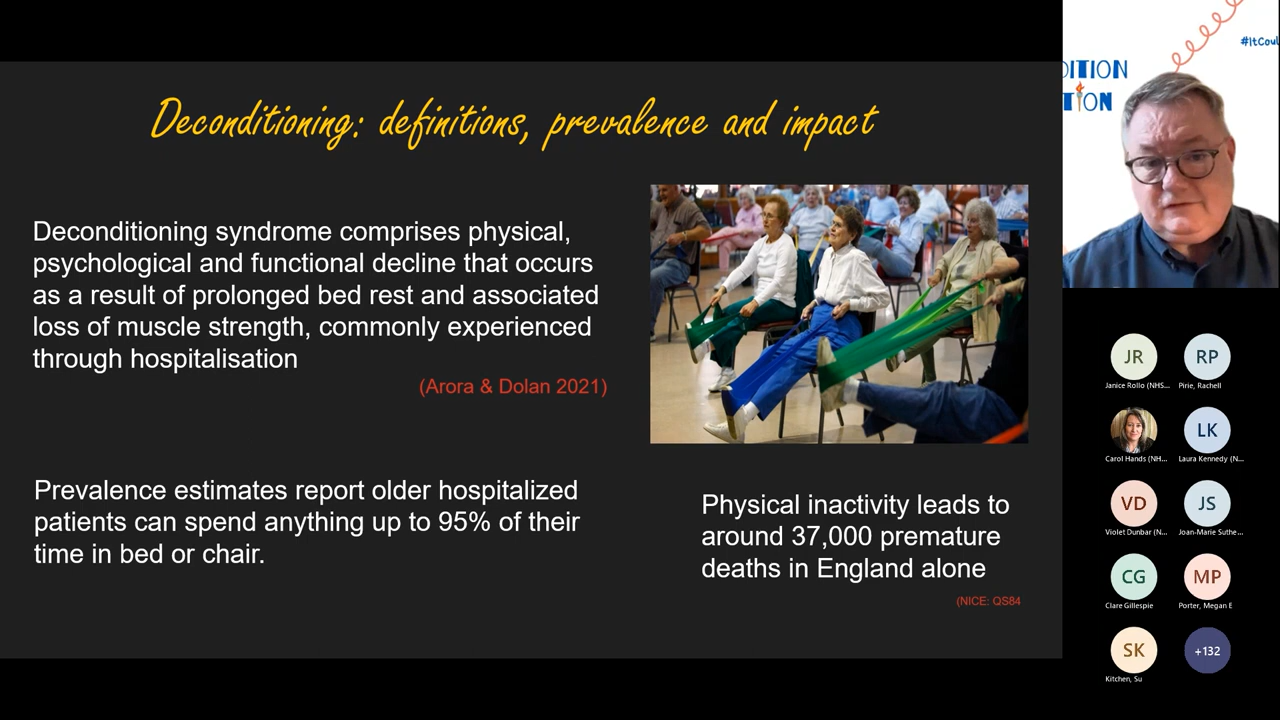 Deconditioning: definitions, prevalence and impact
Deconditioning syndrome comprises physical,
psychological and functional decline that occurs
as a result of prolonged bed rest and associated
loss of muscle strength, commonly experienced
through hospitalisation
(Arora & Dolan 2021)
Prevalence estimates report older hospitalized
patients can spend anything up to 95% of their
time in bed or chair.
Physical inactivity leads to
around 37,000 premature
deaths in England alone
(NICE: QS84
#ItCoul
DITION
TION
JR
Janice Rollo (NHS...
RP
Pirie, Rachell
Carol Hands (NH...
LK
Laura Kennedy (N...
VD
Violet Dunbar (N...
JS
Joan-Marie Suthe...
CG
Clare Gillespie
MP
Porter, Megan E
SK
Kitchen, Su
+132